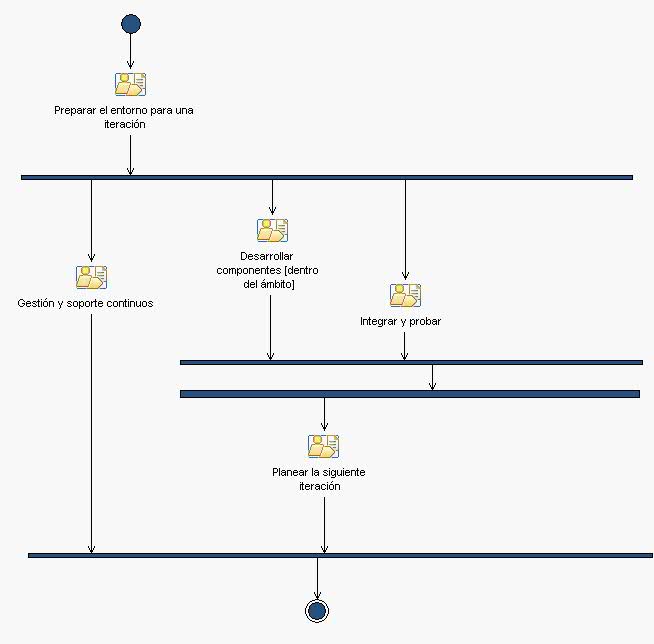 Preparar el entorno para una
iteración
Desarrollar
componentes [dentro
del ámbito]
Gestión y soporte continuos
Integrar y probar
Planear la siguiente
iteración